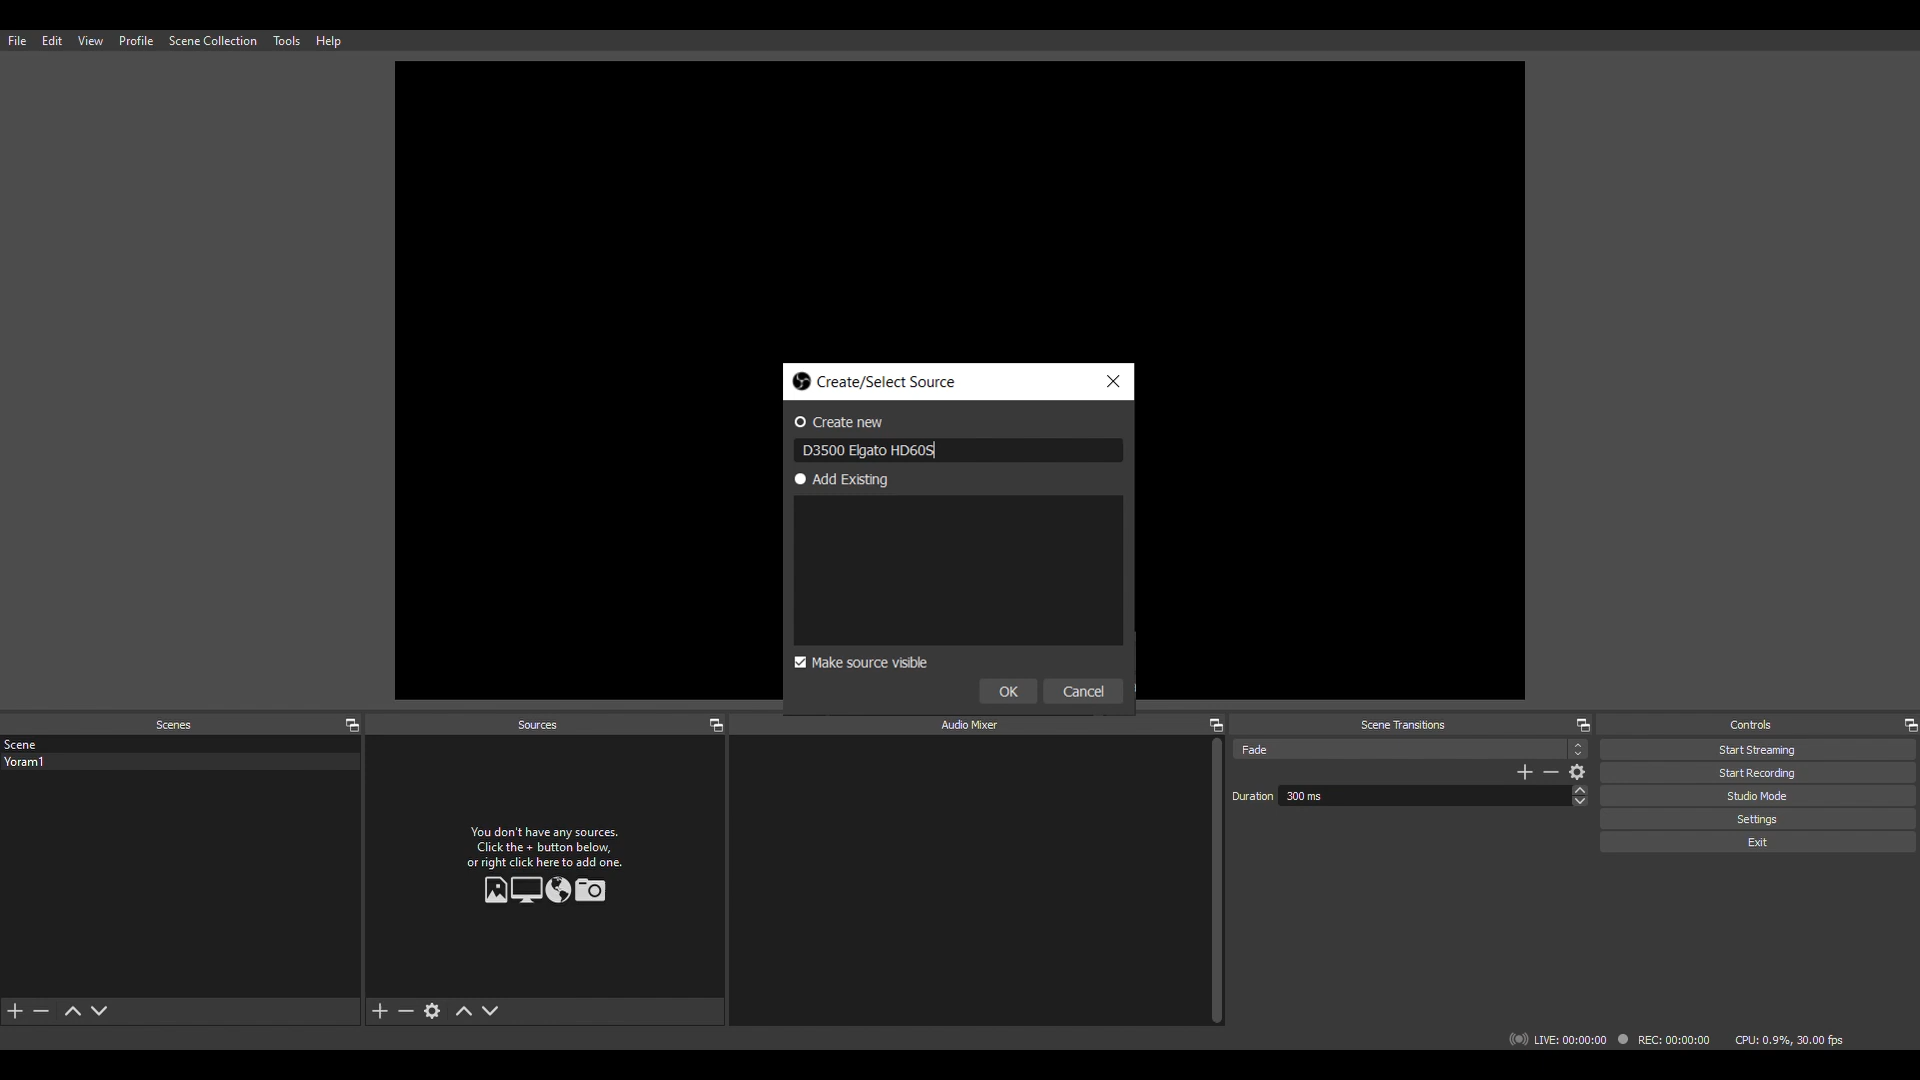 File Edit View Profile Scene Collection Tools Help
Create/Select Source
Create new
D3500 Elgato HD60S
Add Existing
Make source visible
OK Cancel
Scenes
Scene
Yoram1
Sources
You don't have any sources.
Click the + button below,
or right click here to add one.
Audio Mixer
Scene Transitions
Fade
Duration 300 ms
Controls
Start Streaming
Start Recording
Studio Mode
Settings
Exit
LIVE: 00:00:00 REC: 00:00:00 CPU: 0.9%, 30.00 fps